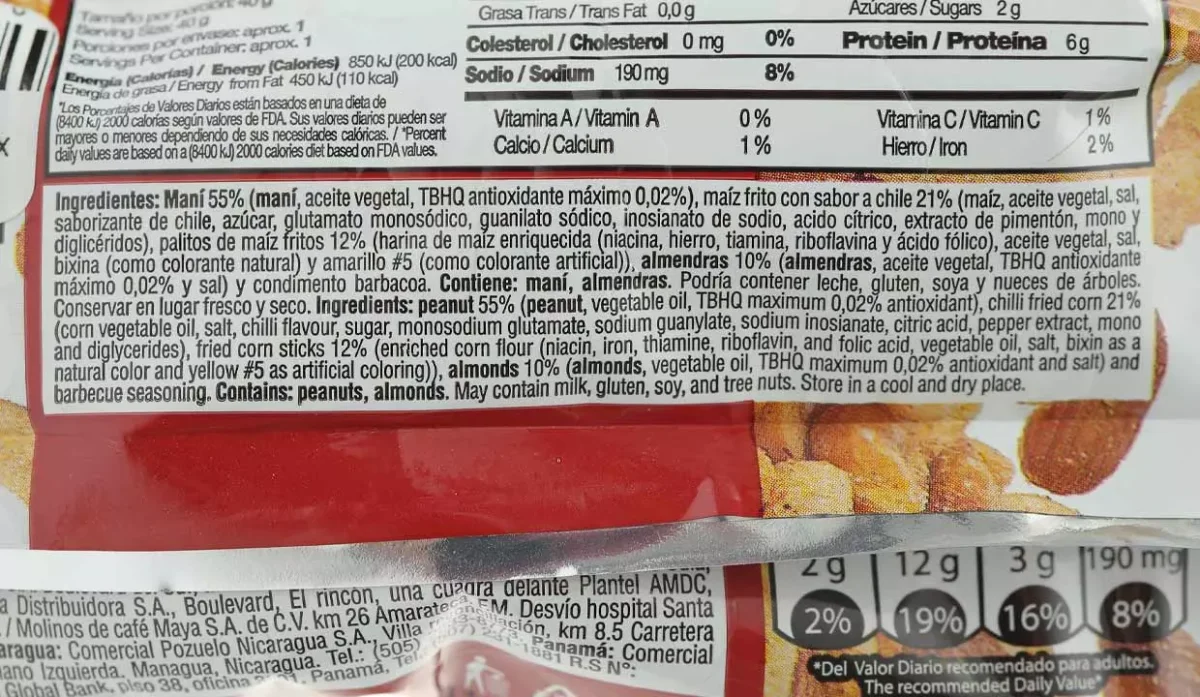 Tamaño por porción: 40 g
Serving Size: 40 g
Porciones por envase: aprox. 1
Servings Per Container: aprox. 1
Energía (Calorías) / Energy (Calories) 850 kJ (200 kcal)
Energía de grasa / Energy from Fat 450 kJ (110 kcal)
*Los Porcentajes de Valores Diarios están basados en una dieta de
(8400 kJ) 2000 calorías según valores de FDA. Sus valores diarios pueden ser
mayores o menores dependiendo de sus necesidades calóricas. / *Percent
daily values are based on a (8400 kJ) 2000 calories diet based on FDA values.
Grasa Trans / Trans Fat 0,0 g
Azúcares / Sugars 2 g
Colesterol / Cholesterol 0 mg 0%
Protein / Proteína 6g
Sodio / Sodium 190 mg 8%
Vitamina A / Vitamin A 0%
Vitamina C / Vitamin C 1%
Calcio / Calcium 1%
Hierro / Iron 2%
Ingredientes: Maní 55% (maní, aceite vegetal, TBHQ antioxidante máximo 0,02%), maíz frito con sabor a chile 21% (maíz, aceite vegetal, sal,
saborizante de chile, azúcar, glutamato monosódico, guanilato sódico, inosianato de sodio, acido cítrico, extracto de pimentón, mono y
diglicéridos), palitos de maíz fritos 12% (harina de maíz enriquecida (niacina, hierro, tiamina, riboflavina y ácido fólico), aceite vegetal, sal,
bixina (como colorante natural) y amarillo #5 (como colorante artificial)), almendras 10% (almendras, aceite vegetal, TBHQ antioxidante
máximo 0,02% y sal) y condimento barbacoa. Contiene: maní, almendras. Podría contener leche, gluten, soya y nueces de árboles.
Conservar en lugar fresco y seco. Ingredients: peanut 55% (peanut, vegetable oil, TBHQ maximum 0,02% antioxidant), chilli fried corn 21%
(corn vegetable oil, salt, chilli flavour, sugar, monosodium glutamate, sodium guanylate, sodium inosianate, citric acid, pepper extract, mono
and diglycerides), fried corn sticks 12% (enriched corn flour (niacin, iron, thiamine, riboflavin, and folic acid, vegetable oil, salt, bixin as a
natural color and yellow #5 as artificial coloring)), almonds 10% (almonds, vegetable oil, TBHQ maximum 0,02% antioxidant and salt) and
barbecue seasoning. Contains: peanuts, almonds. May contain milk, gluten, soy, and tree nuts. Store in a cool and dry place.
a Distribuidora S.A., Boulevard, El rincón, una cuadra delante Plantel AMDC,
/ Molinos de café Maya S.A. de C.V. km 26 Amarateca F.M. Desvío hospital Santa
aragua: Comercial Pozuelo Nicaragua S.A., Villa km 8.5 Carretera
ano Izquierda. Managua, Nicaragua. Tel.: (505) Panamá: Comercial
Global Bank, piso 38, oficina Panamá, Tel 1881 R.S Nº:
2g 12 g 3 g 190 mg
2% 19% 16% 8%
*Del Valor Diario recomendado para adultos.
The recommended Daily Value*